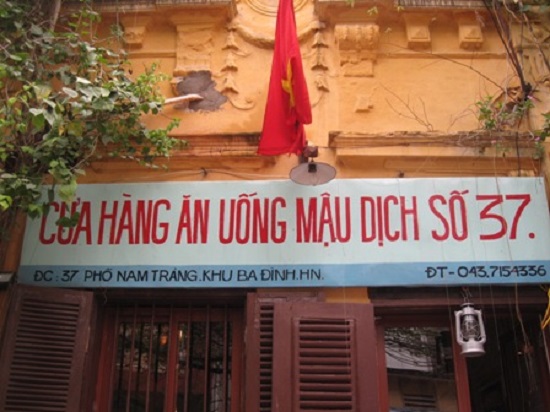 CỬA HÀNG ĂN UỐNG MẬU DỊCH SỐ 37.
ĐC: 37 PHỐ NAM TRÀNG. KHU BA ĐÌNH. HN. ĐT-043.7154336